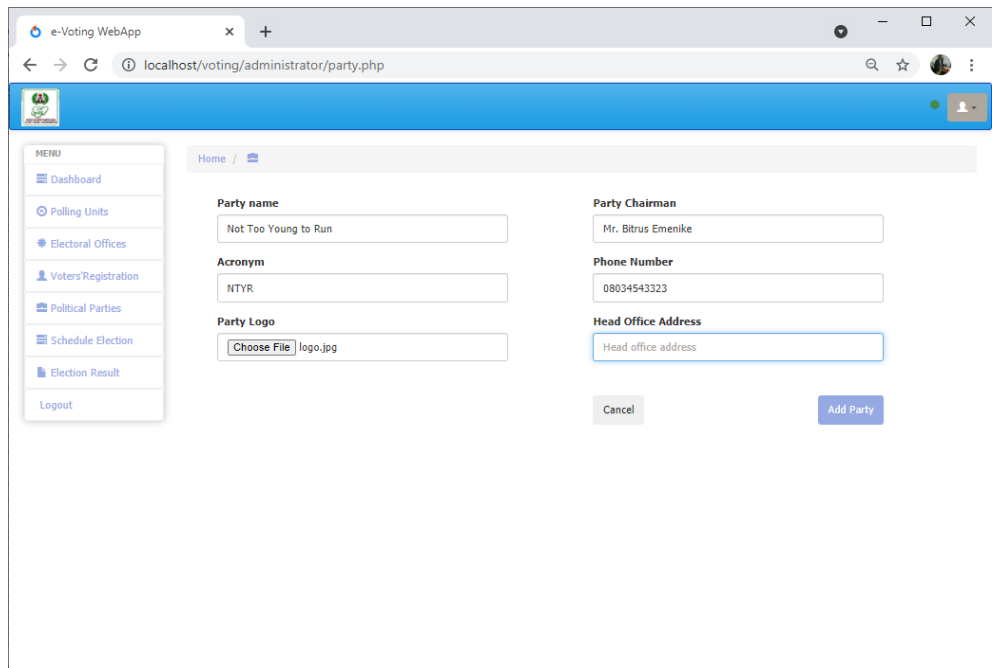 e-Voting WebApp
localhost/voting/administrator/party.php
MENU
Dashboard
Polling Units
Electoral Offices
Voters'Registration
Political Parties
Schedule Election
Election Result
Logout
Home /
Party name
Not Too Young to Run
Acronym
NTYR
Party Logo
Choose File logo.jpg
Party Chairman
Mr. Bitrus Emenike
Phone Number
08034543323
Head Office Address
Head office address
Cancel
Add Party